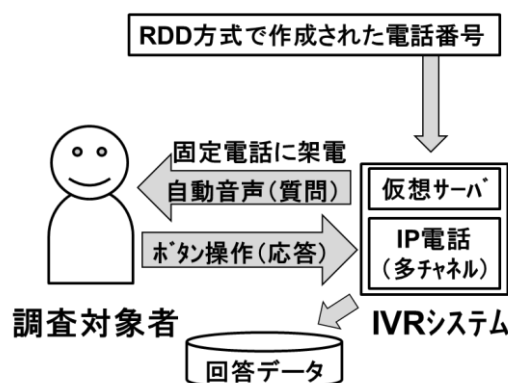 RDD方式で作成された電話番号
固定電話に架電
自動音声(質問)
ボタン操作(応答)
仮想サーバ
IP電話
(多チャネル)
調査対象者
IVRシステム
回答データ